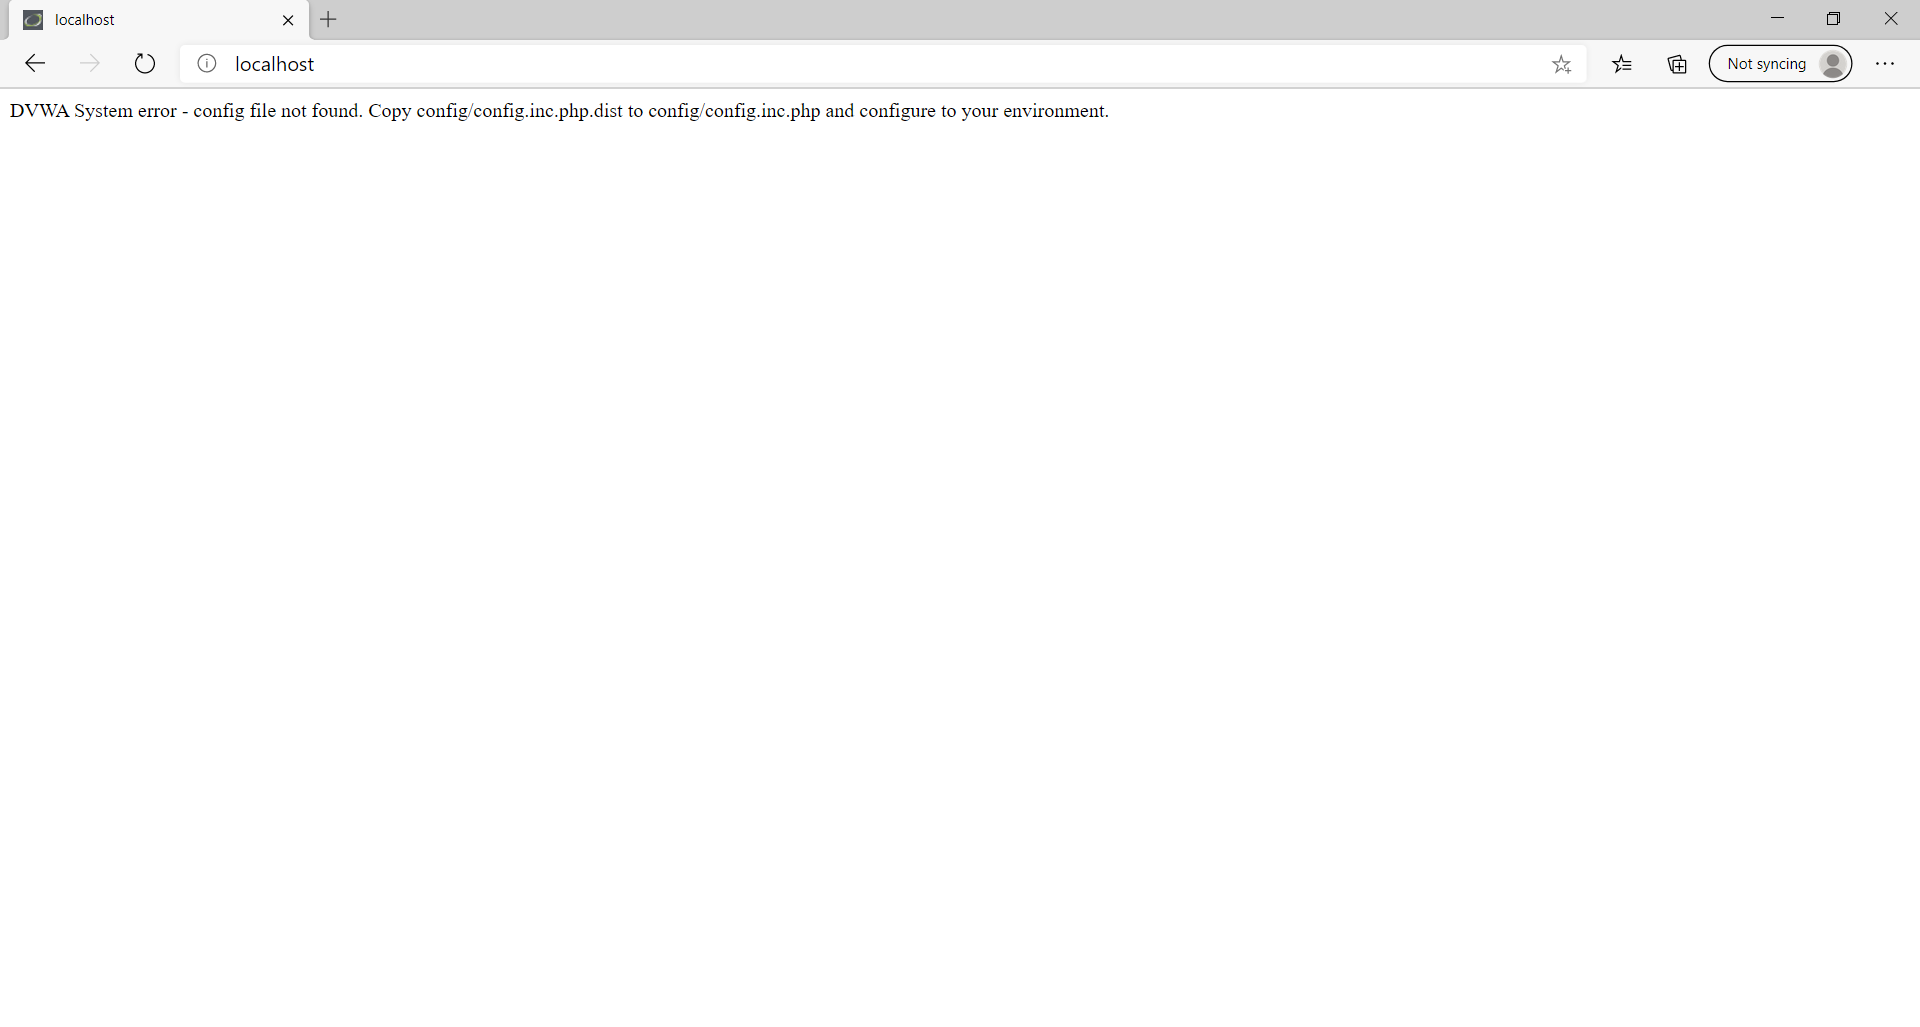 localhost
localhost
Not syncing
DVWA System error - config file not found. Copy config/config.inc.php.dist to config/config.inc.php and configure to your environment.